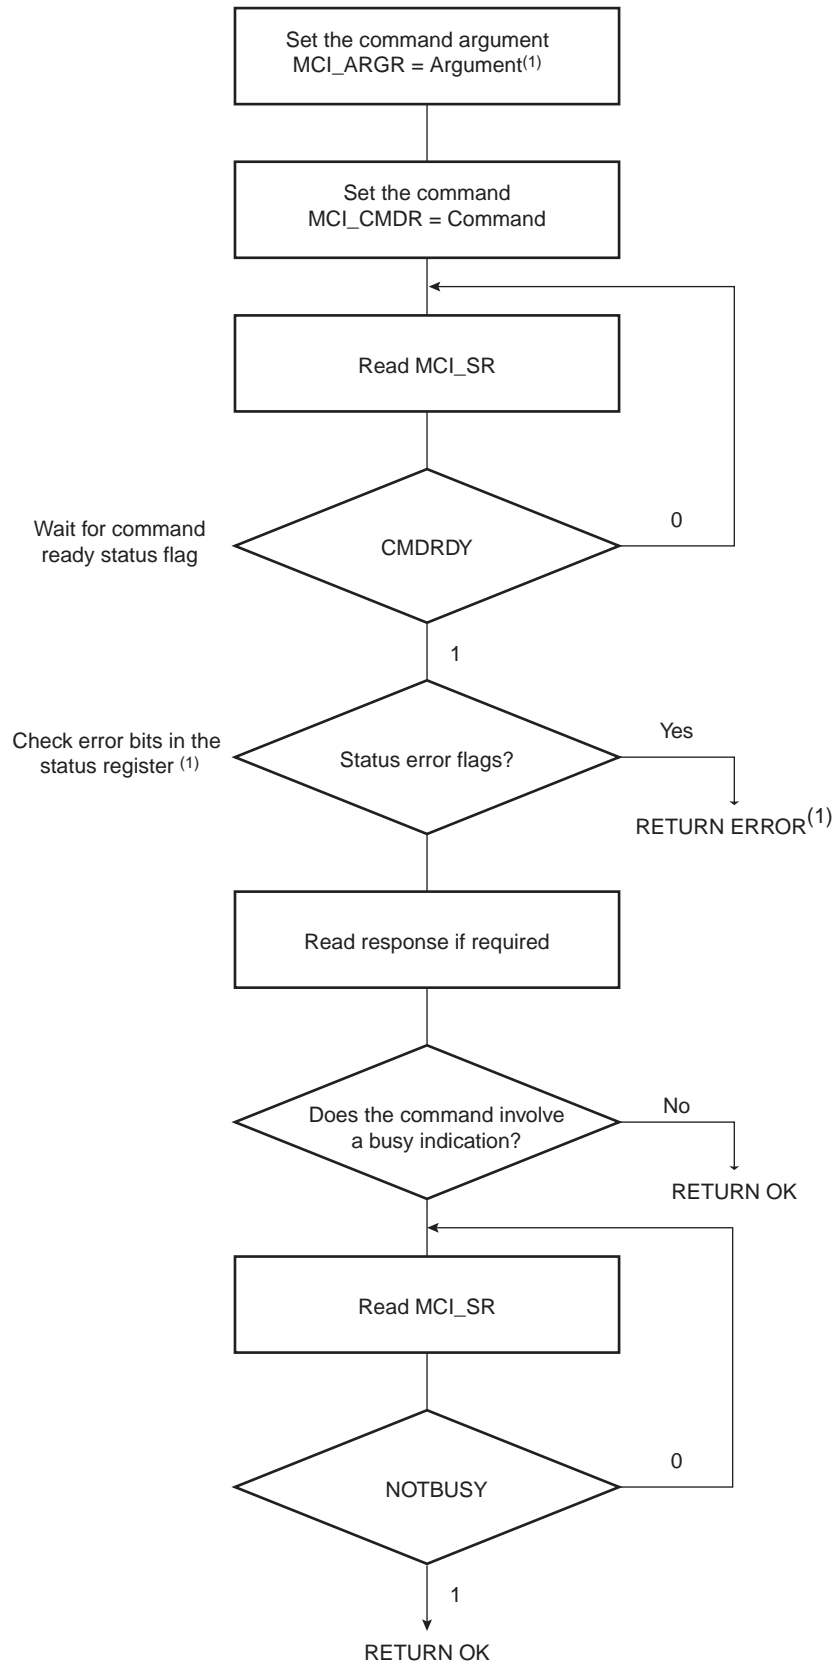 Set the command argument
MCI_ARGR = Argument(1)
Set the command
MCI_CMDR = Command
Read MCI_SR
Wait for command
ready status flag
CMDRDY
0
1
Check error bits in the
status register (1)
Status error flags?
Yes
RETURN ERROR(1)
Read response if required
Does the command involve
a busy indication?
No
RETURN OK
Read MCI_SR
NOTBUSY
0
1
RETURN OK